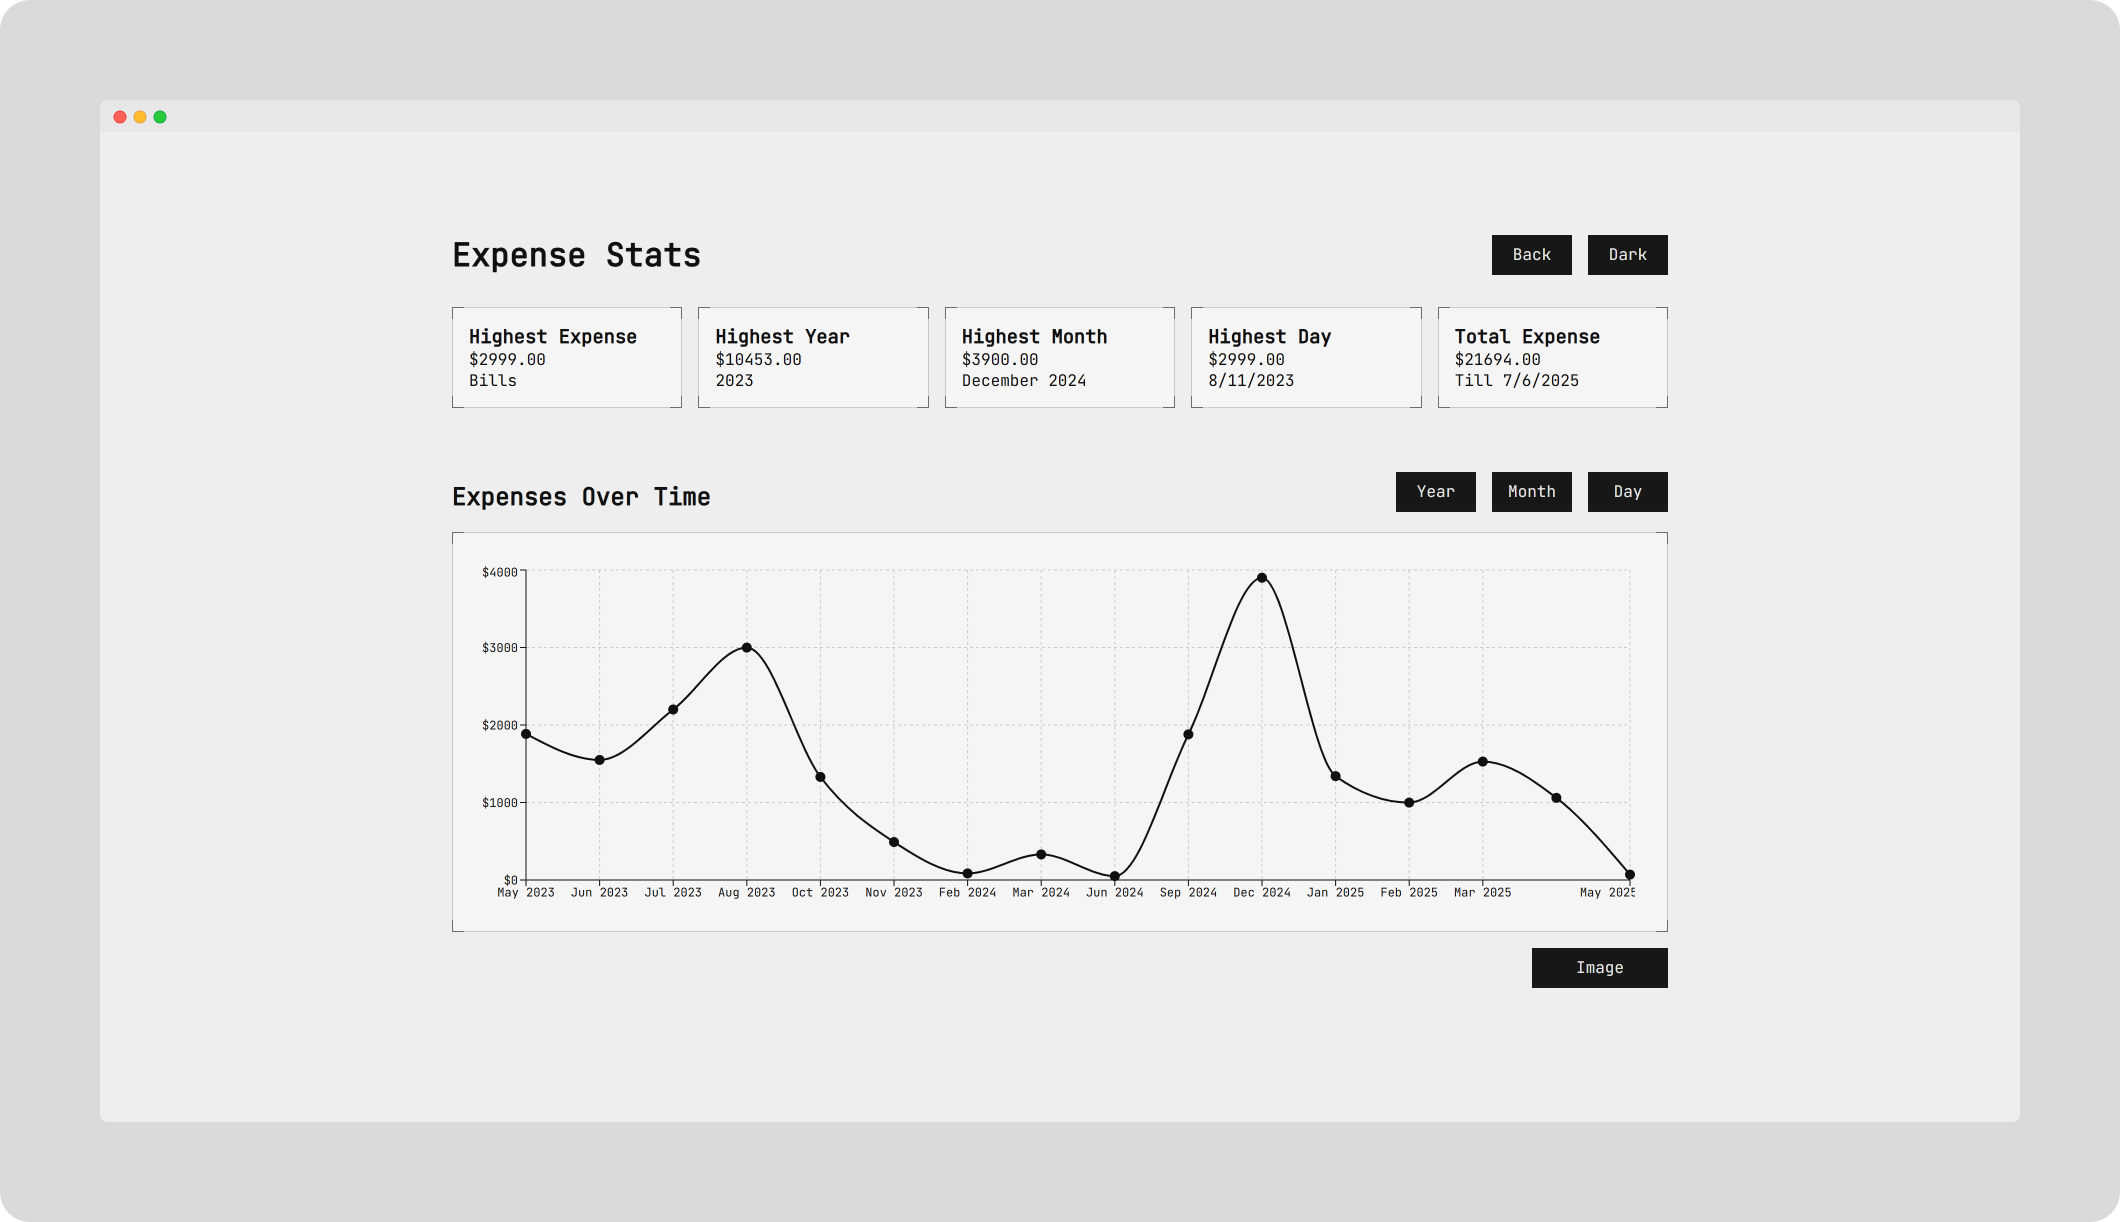 Expense Stats
Back
Dark
Highest Expense
$2999.00
Bills
Highest Year
$10453.00
2023
Highest Month
$3900.00
December 2024
Highest Day
$2999.00
8/11/2023
Total Expense
$21694.00
Till 7/6/2025
Expenses Over Time
Year
Month
Day
$4000
$3000
$2000
$1000
$0
May 2023 Jun 2023 Jul 2023 Aug 2023 Oct 2023 Nov 2023 Feb 2024 Mar 2024 Jun 2024 Sep 2024 Dec 2024 Jan 2025 Feb 2025 Mar 2025 May 2025
Image